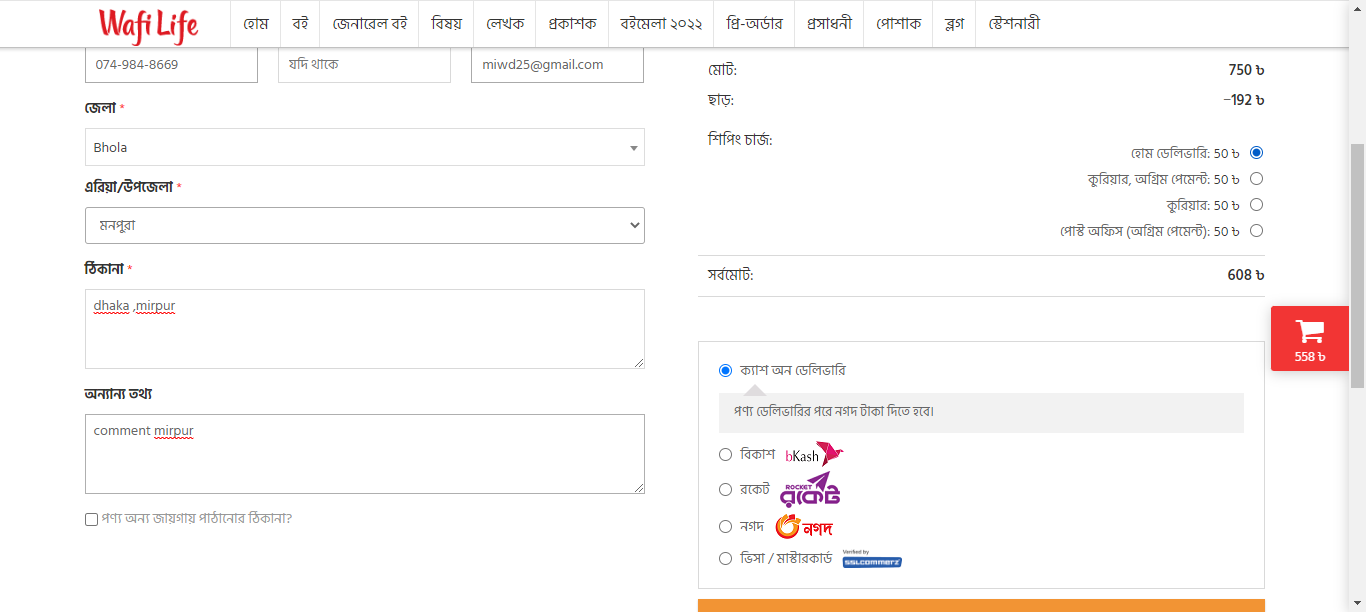 Wafi Life
হোম
বই
জেনারেল বই
বিষয়
লেখক
প্রকাশক
বইমেলা ২০২২
প্রি-অর্ডার
প্রসাধনী
পোশাক
ব্লগ
স্টেশনারী
074-984-8669
যদি থাকে
miwd25@gmail.com
জেলা *
Bhola
এরিয়া/উপজেলা *
মনপুরা
ঠিকানা *
dhaka ,mirpur
অন্যান্য তথ্য
comment mirpur
পণ্য অন্য জায়গায় পাঠানোর ঠিকানা?
মোট: 750 ৳
ছাড়: −192 ৳
শিপিং চার্জ:
হোম ডেলিভারি: 50 ৳
কুরিয়ার, অগ্রিম পেমেন্ট: 50 ৳
কুরিয়ার: 50 ৳
পোস্ট অফিস (অগ্রিম পেমেন্ট): 50 ৳
সর্বমোট: 608 ৳
558 ৳
ক্যাশ অন ডেলিভারি
পণ্য ডেলিভারির পরে নগদ টাকা দিতে হবে।
বিকাশ bKash
রকেট ROCKET রকেট
নগদ নগদ
ভিসা / মাস্টারকার্ড Verified by SSLCOMMERZ